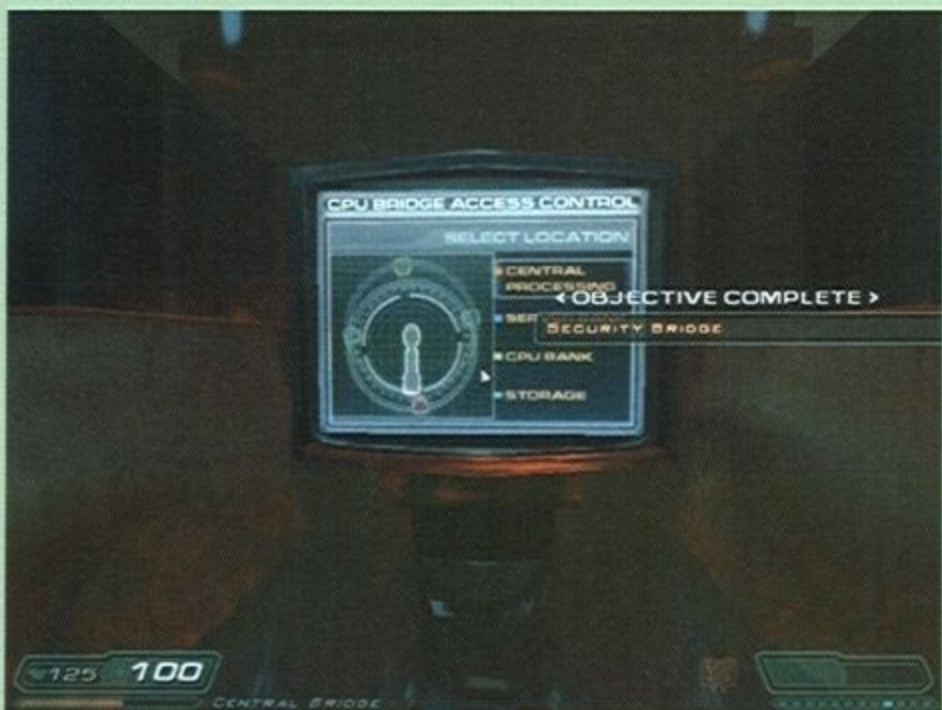 CPU BRIDGE ACCESS CONTROL
SELECT LOCATION
CENTRAL
PROCESSING
< OBJECTIVE COMPLETE >
SECURITY BRIDGE
CPU BANK
STORAGE
125 100
CENTRAL BRIDGE